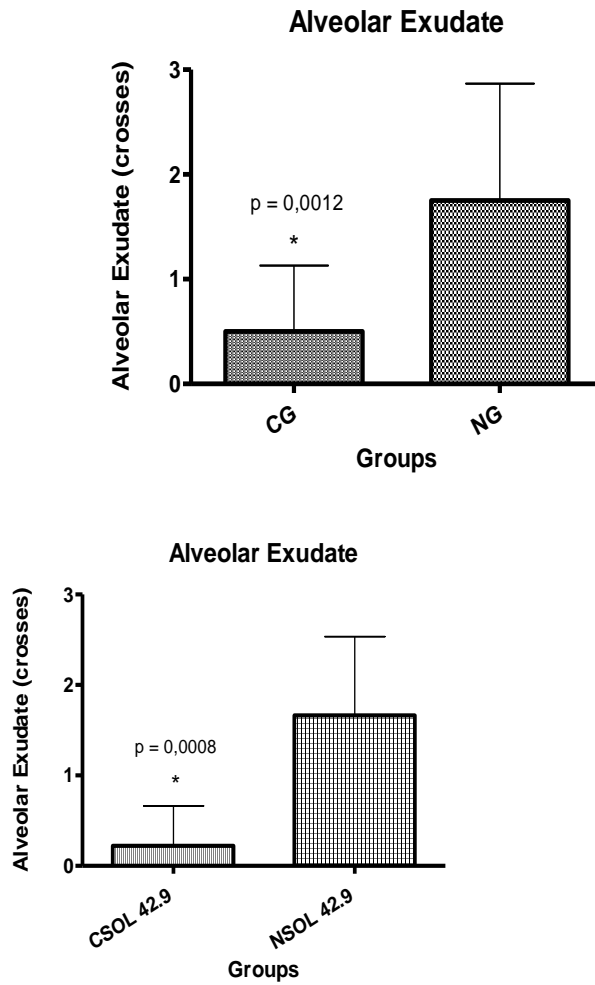 Alveolar Exudate
Alveolar Exudate (crosses)
3
2
1
0
p = 0,0012
*
CG
NG
Groups
Alveolar Exudate
Alveolar Exudate (crosses)
3
2
1
0
p = 0,0008
*
CSOL 42.9
NSOL 42.9
Groups